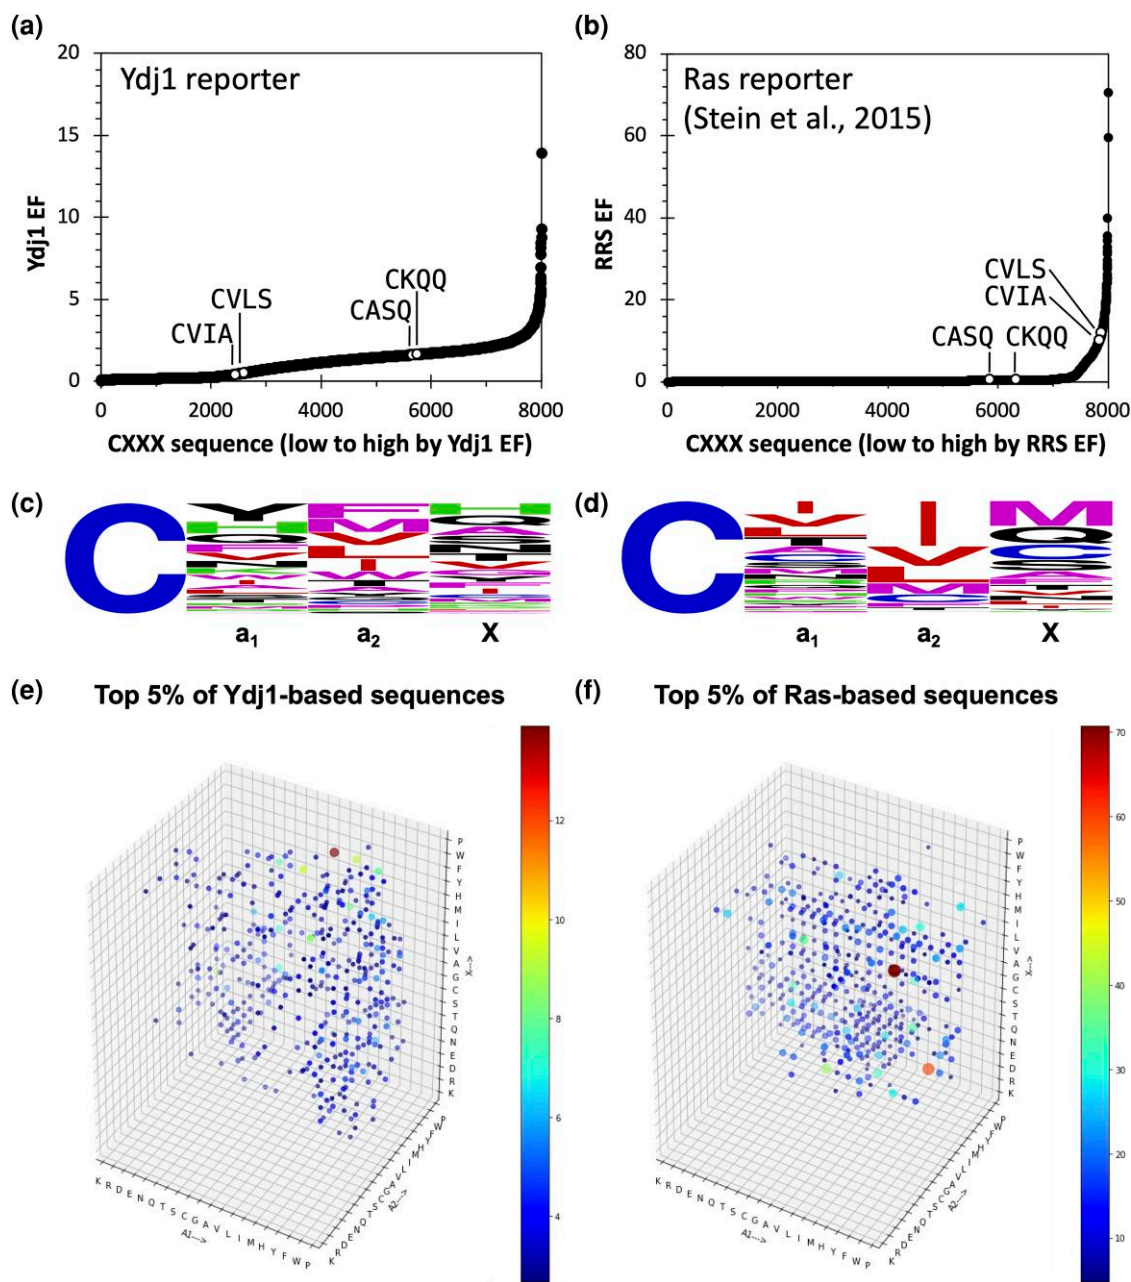 (a)
20
15
10
5
0
Ydj1 EF
Ydj1 reporter
CKQQ
CASQ
CVLS
CVIA
0 2000 4000 6000 8000
CXXX sequence (low to high by Ydj1 EF)
(b)
80
60
40
20
0
RRS EF
Ras reporter
(Stein et al., 2015)
CVLS
CVIA
CASQ CKQQ
0 2000 4000 6000 8000
CXXX sequence (low to high by RRS EF)
(c)
C
a1 a2 X
(d)
C
a1 a2 X
(e) Top 5% of Ydj1-based sequences
12
10
8
6
4
P
W
F
Y
H
M
I
L
V
A
G
C
S
T
Q
N
E
D
R
K
X--->
K R D E N Q T S C G A V L I M H Y F W P
A1--->
K R D E N Q T S C G A V L I M H Y F W P
A2--->
(f) Top 5% of Ras-based sequences
70
60
50
40
30
20
10
P
W
F
Y
H
M
I
L
V
A
G
C
S
T
Q
N
E
D
R
K
X--->
K R D E N Q T S C G A V L I M H Y F W P
A1--->
K R D E N Q T S C G A V L I M H Y F W P
A2--->